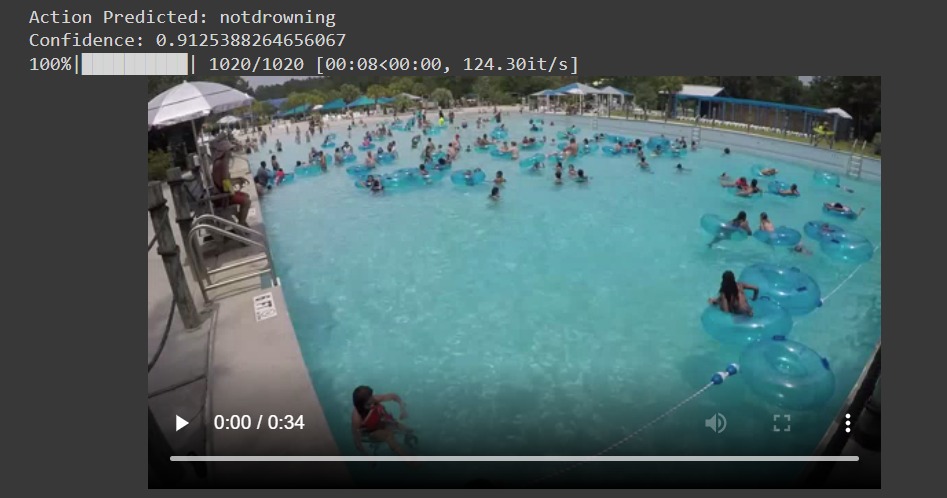 Action Predicted: notdrowning
Confidence: 0.9125388264656067
100%|██████████| 1020/1020 [00:08<00:00, 124.30it/s]
0:00 / 0:34